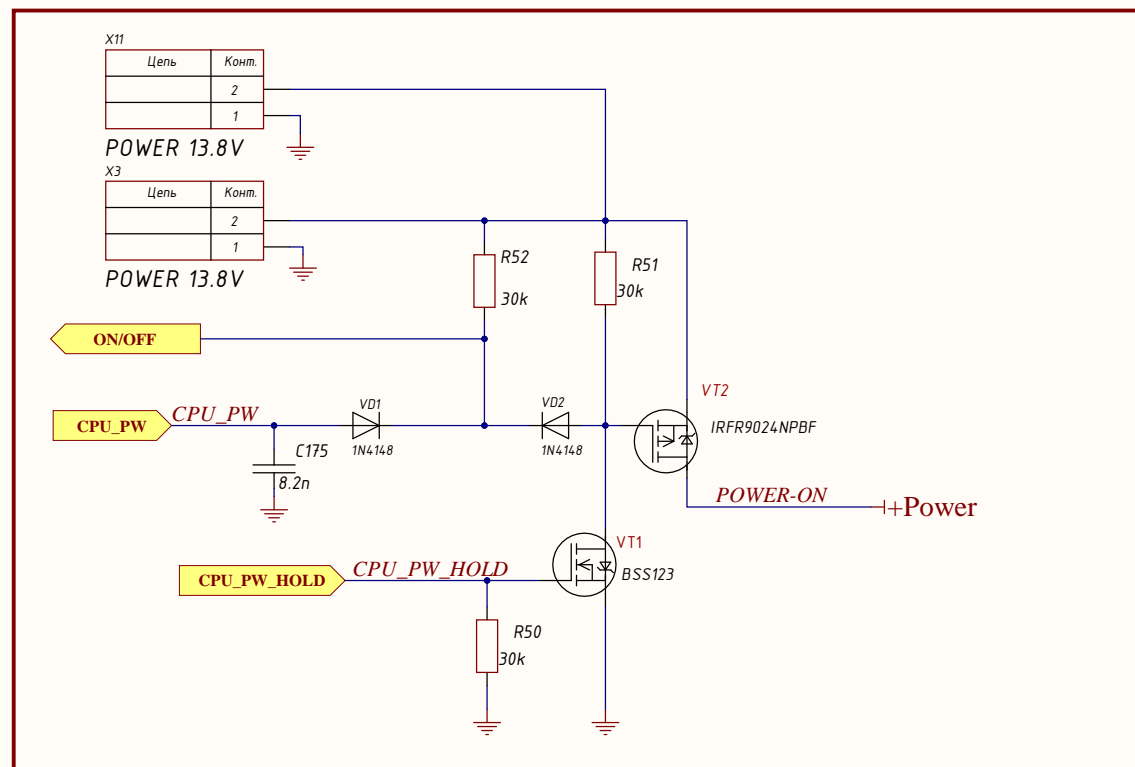 X11
Цепь Конт.
2
1
POWER 13.8V
X3
Цепь Конт.
2
1
POWER 13.8V
R52
30k
R51
30k
ON/OFF
CPU_PW
CPU_PW
VD1
1N4148
VD2
1N4148
VT2
IRFR9024NPBF
C175
8.2n
POWER-ON
+Power
VT1
BSS123
CPU_PW_HOLD
CPU_PW_HOLD
R50
30k